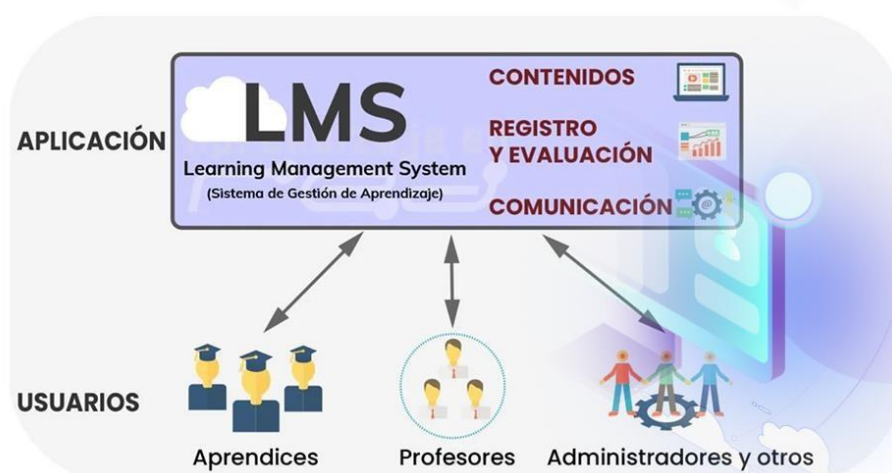 APLICACIÓN
LMS
Learning Management System
(Sistema de Gestión de Aprendizaje)
CONTENIDOS
REGISTRO
Y EVALUACIÓN
COMUNICACIÓN
USUARIOS
Aprendices
Profesores
Administradores y otros